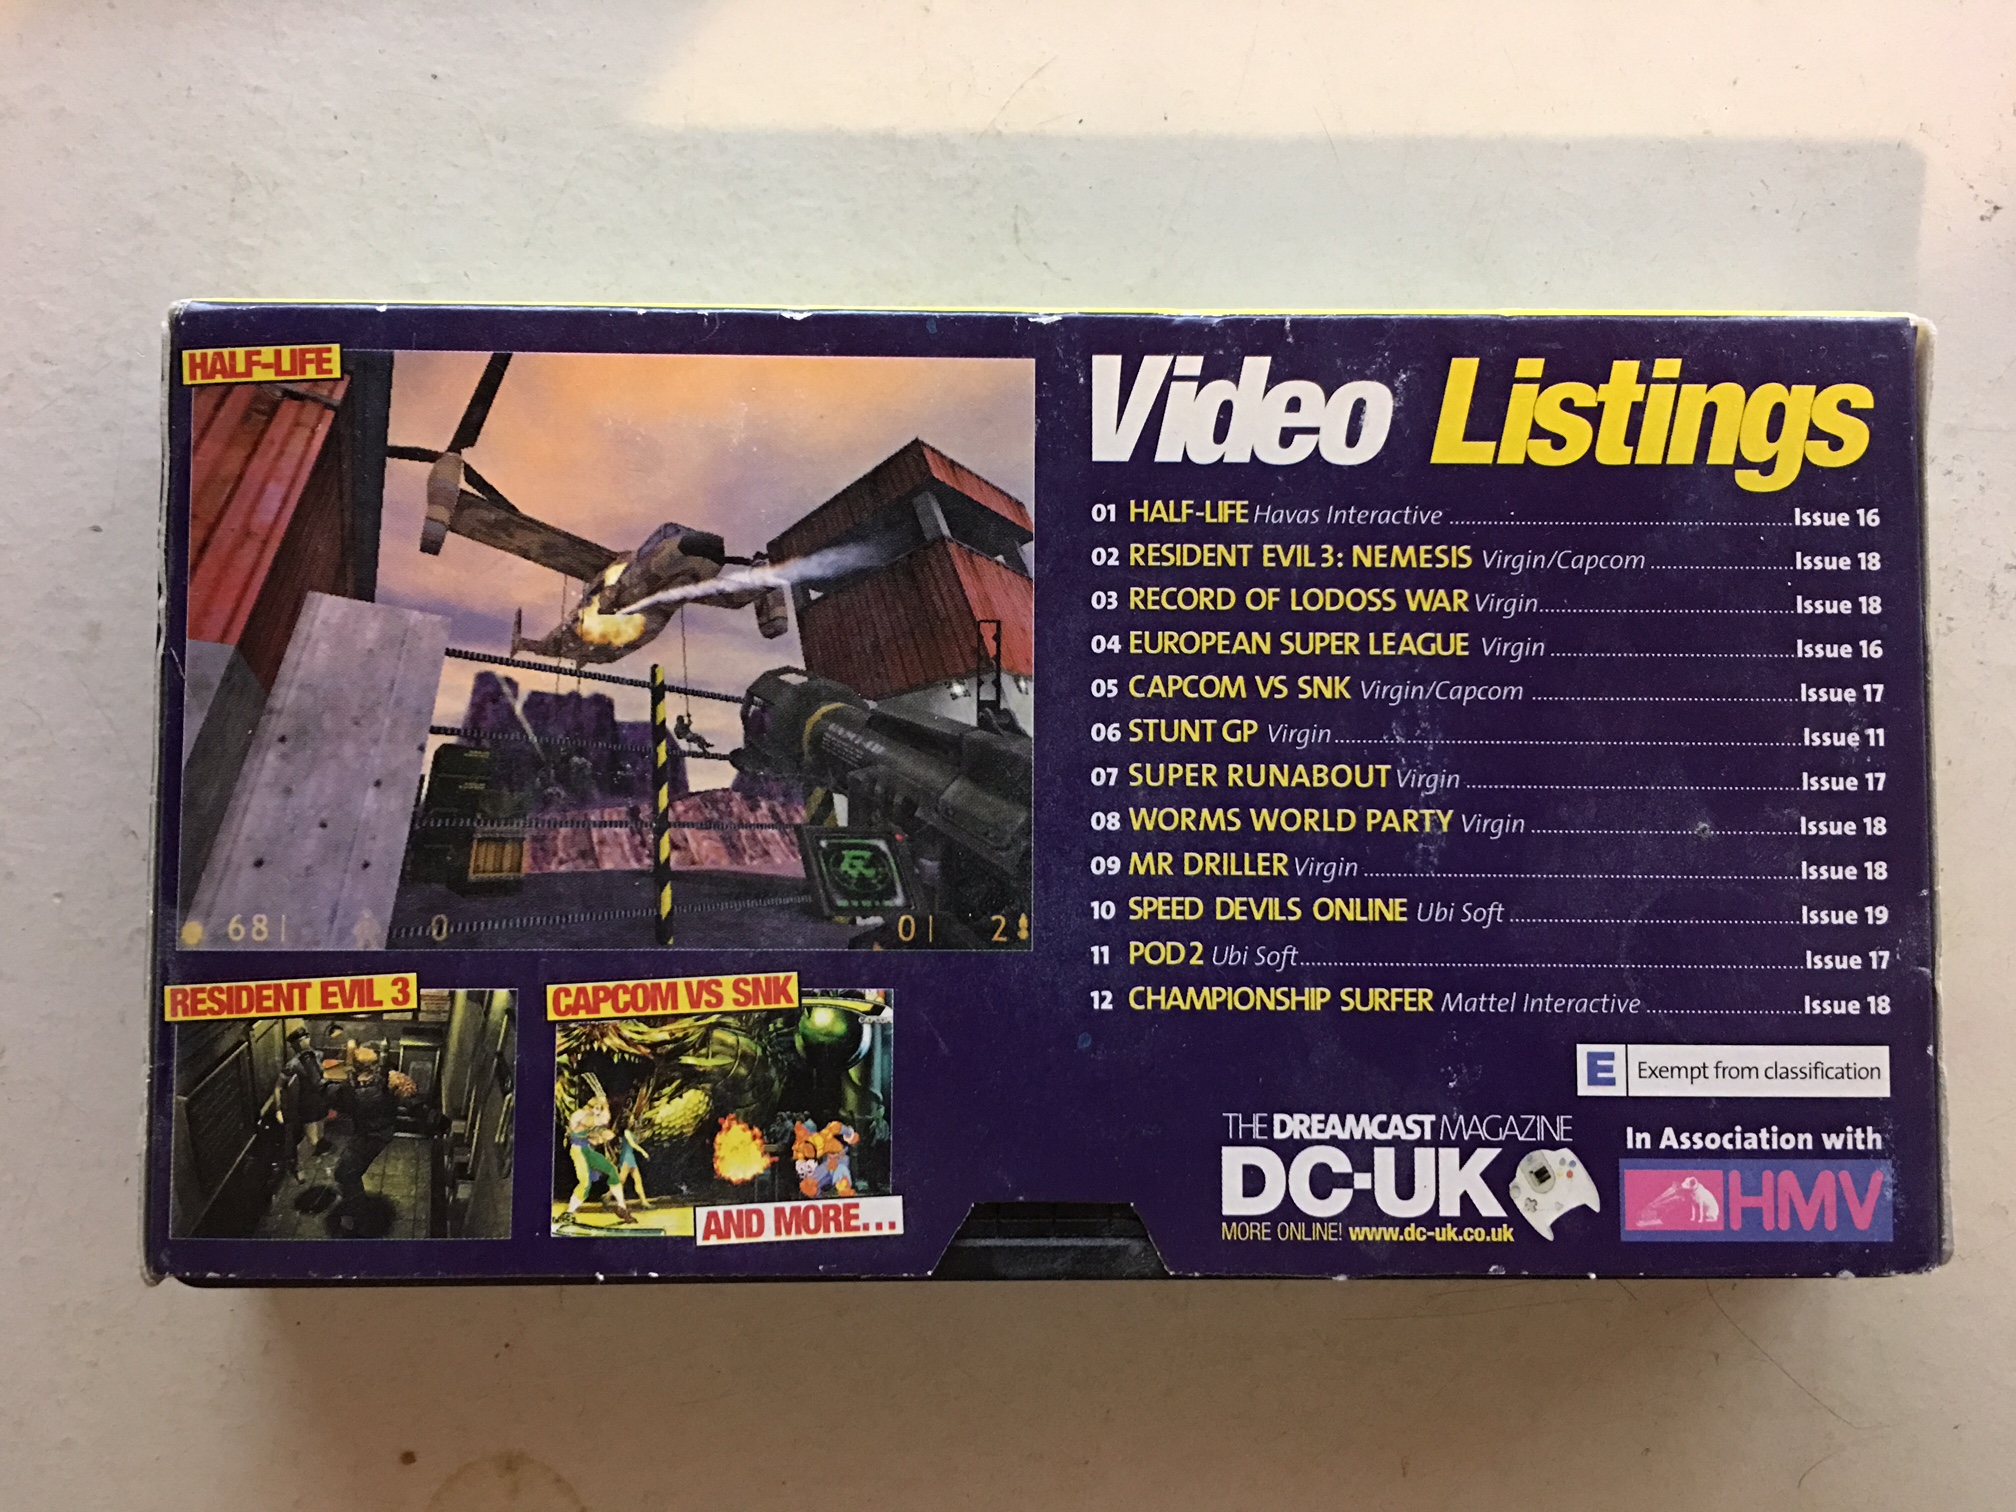 HALF-LIFE
681
0
01
2
RESIDENT EVIL 3
CAPCOM VS SNK
AND MORE...
Video Listings
01 HALF-LIFE Havas Interactive ........ Issue 16
02 RESIDENT EVIL 3: NEMESIS Virgin/Capcom ........ Issue 18
03 RECORD OF LODOSS WAR Virgin ........ Issue 18
04 EUROPEAN SUPER LEAGUE Virgin ........ Issue 16
05 CAPCOM VS SNK Virgin/Capcom ........ Issue 17
06 STUNT GP Virgin ........ Issue 11
07 SUPER RUNABOUT Virgin ........ Issue 17
08 WORMS WORLD PARTY Virgin ........ Issue 18
09 MR DRILLER Virgin ........ Issue 18
10 SPEED DEVILS ONLINE Ubi Soft ........ Issue 19
11 POD 2 Ubi Soft ........ Issue 17
12 CHAMPIONSHIP SURFER Mattel Interactive ........ Issue 18
E Exempt from classification
THE DREAMCAST MAGAZINE
DC-UK
MORE ONLINE! www.dc-uk.co.uk
In Association with
HMV